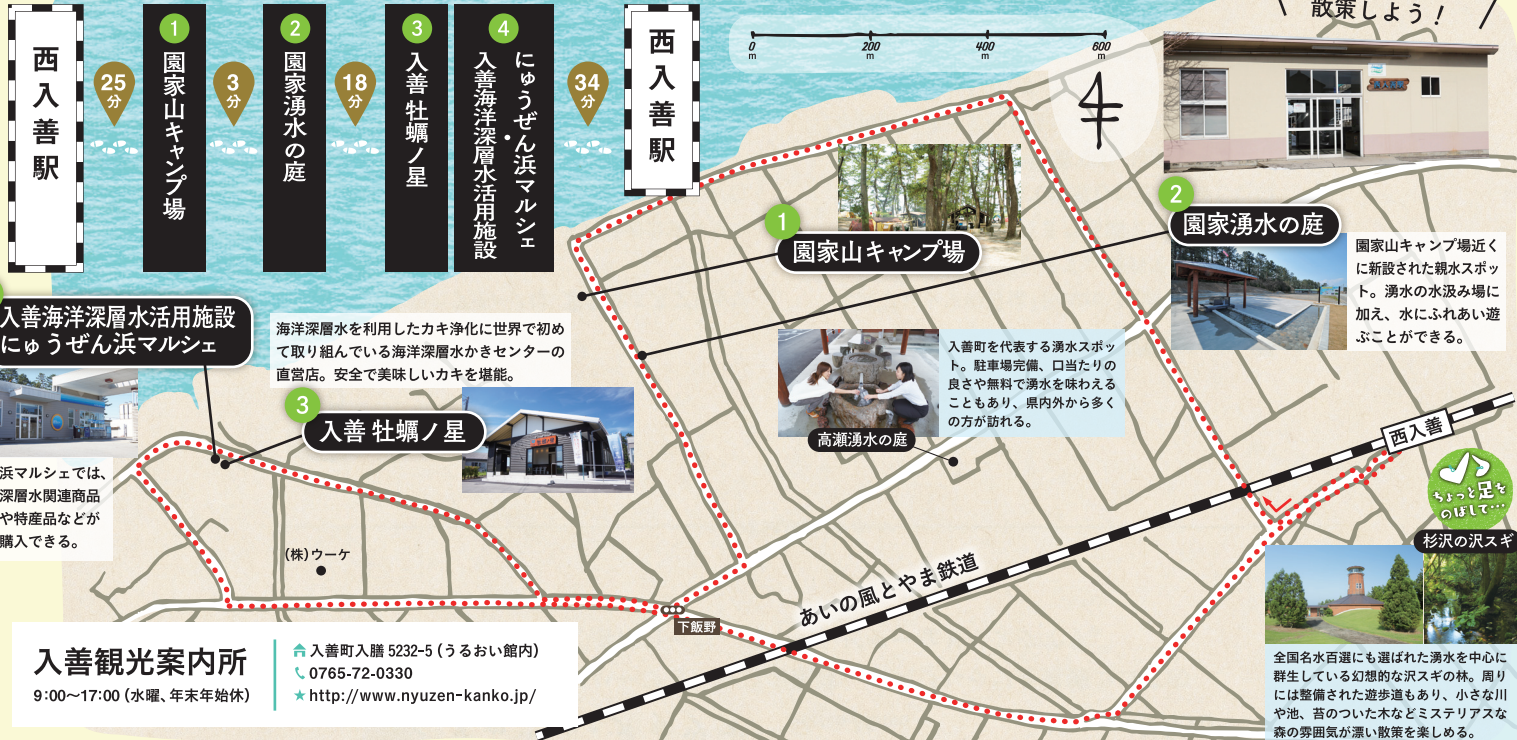 西入善駅
25分
1
園家山キャンプ場
3分
2
園家湧水の庭
18分
3
入善 牡蠣ノ星
4
にゅうぜん浜マルシェ・
入善海洋深層水活用施設
34分
西入善駅
0 m
200 m
400 m
600 m
散策しよう！
1
園家山キャンプ場
2
園家湧水の庭
園家山キャンプ場近く
に新設された親水スポッ
ト。湧水の水汲み場に
加え、水にふれあい遊
ぶことができる。
入善海洋深層水活用施設
にゅうぜん浜マルシェ
海洋深層水を利用したカキ浄化に世界で初め
て取り組んでいる海洋深層水かきセンターの
直営店。安全で美味しいカキを堪能。
3
入善 牡蠣ノ星
入善町を代表する湧水スポッ
ト。駐車場完備、口当たりの
良さや無料で湧水を味わえる
こともあり、県内外から多く
の方が訪れる。
高瀬湧水の庭
浜マルシェでは、
深層水関連商品
や特産品などが
購入できる。
(株)ウーケ
西入善
あいの風とやま鉄道
下飯野
ちょっと足を
のばして…
杉沢の沢スギ
全国名水百選にも選ばれた湧水を中心に
群生している幻想的な沢スギの林。周り
には整備された遊歩道もあり、小さな川
や池、苔のついた木などミステリアスな
森の雰囲気が漂い散策を楽しめる。
入善観光案内所
9:00〜17:00 (水曜、年末年始休)
入善町入膳 5232-5 (うるおい館内)
0765-72-0330
http://www.nyuzen-kanko.jp/